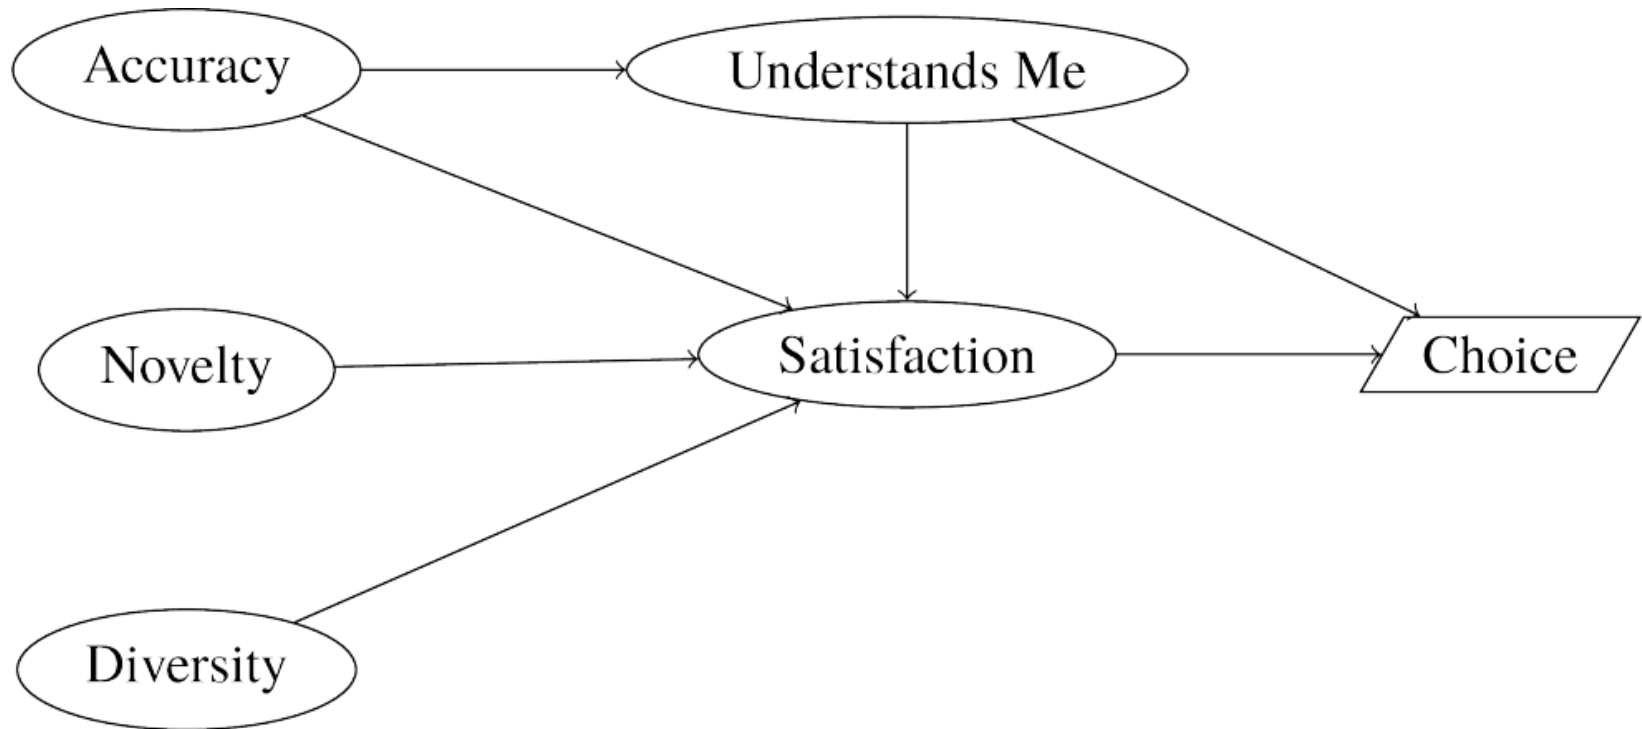 Accuracy
Understands Me
Novelty
Satisfaction
Choice
Diversity